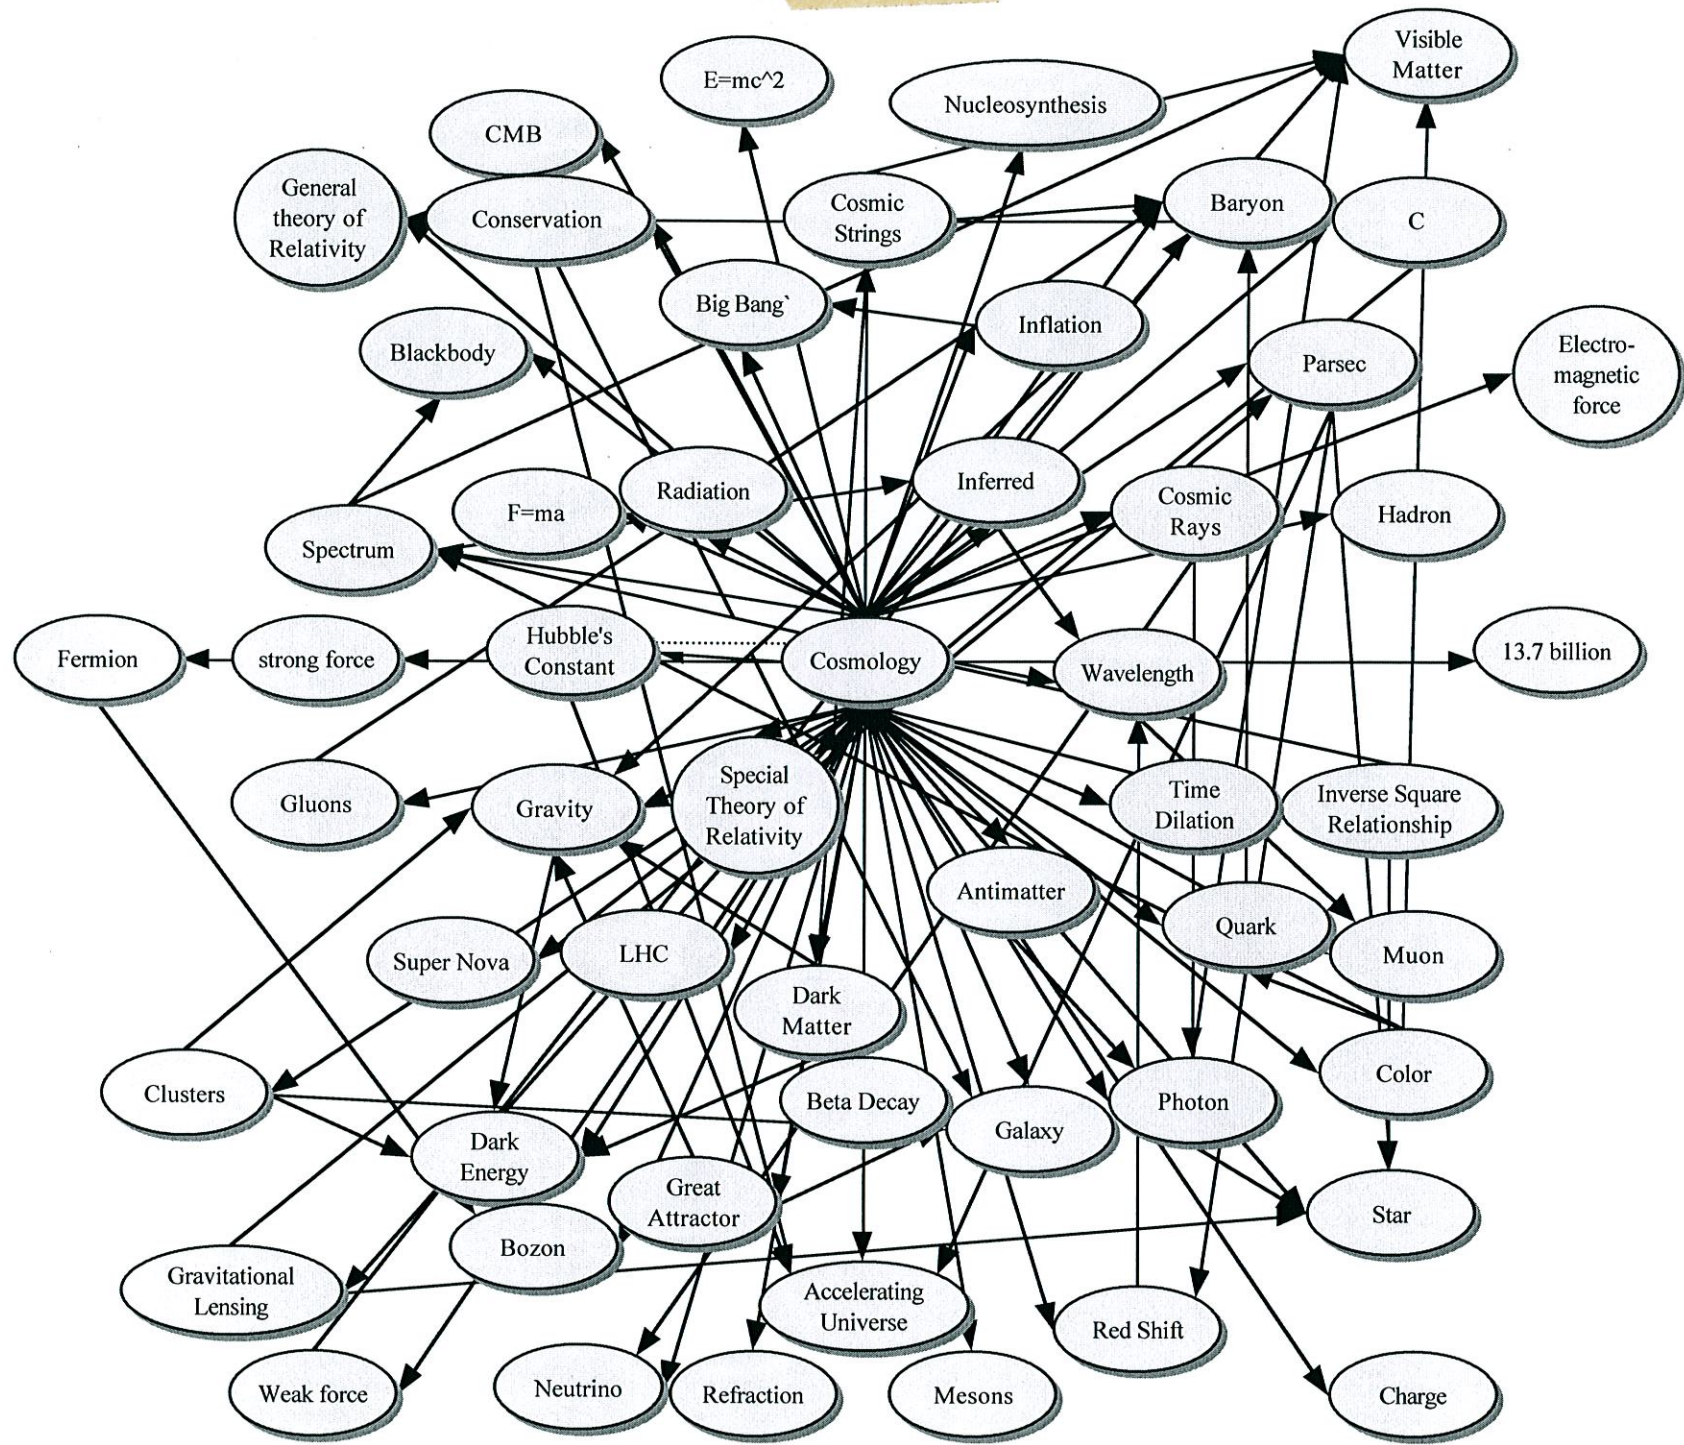 Visible
Matter
E=mc^2
Nucleosynthesis
CMB
General
theory of
Relativity
Conservation
Cosmic
Strings
Baryon
C
Big Bang`
Inflation
Blackbody
Parsec
Electro-
magnetic
force
Radiation
Inferred
Cosmic
Rays
Hadron
F=ma
Spectrum
Fermion
strong force
Hubble's
Constant
Cosmology
Wavelength
13.7 billion
Gluons
Gravity
Special
Theory of
Relativity
Time
Dilation
Inverse Square
Relationship
Antimatter
Quark
Muon
Super Nova
LHC
Dark
Matter
Clusters
Beta Decay
Galaxy
Photon
Color
Dark
Energy
Great
Attractor
Star
Bozon
Gravitational
Lensing
Accelerating
Universe
Red Shift
Weak force
Neutrino
Refraction
Mesons
Charge